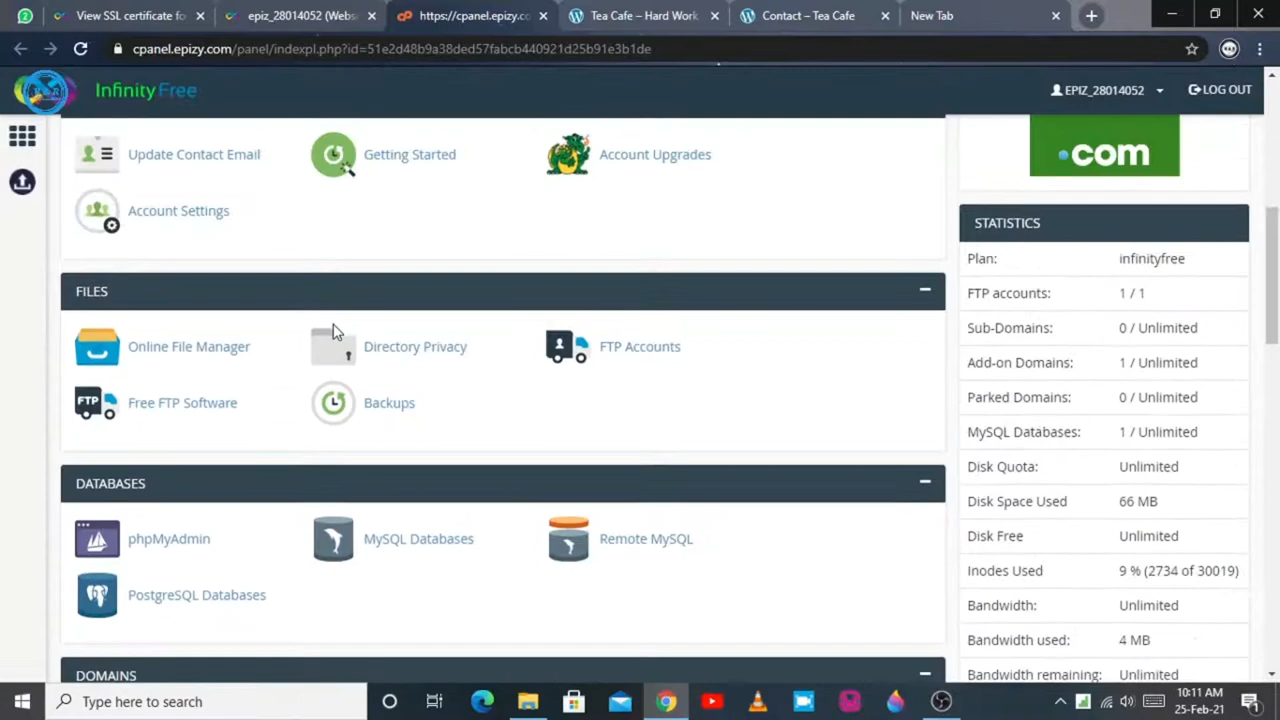 View SSL certificate fo
epiz_28014052 (Webs
https://cpanel.epizy.co
Tea Cafe – Hard Work
Contact – Tea Cafe
New Tab
cpanel.epizy.com/panel/indexpl.php?id=51e2d48b9a38ded57fabcb440921d25b91e3b1de
InfinityFree
EPIZ_28014052
LOG OUT
Update Contact Email
Getting Started
Account Upgrades
.com
Account Settings
STATISTICS
Plan: infinityfree
FTP accounts: 1 / 1
Sub-Domains: 0 / Unlimited
Add-on Domains: 1 / Unlimited
Parked Domains: 0 / Unlimited
MySQL Databases: 1 / Unlimited
Disk Quota: Unlimited
Disk Space Used 66 MB
Disk Free Unlimited
Inodes Used 9 % (2734 of 30019)
Bandwidth: Unlimited
Bandwidth used: 4 MB
Bandwidth remaining: Unlimited
FILES
Online File Manager
Directory Privacy
FTP Accounts
FTP
Free FTP Software
Backups
DATABASES
phpMyAdmin
MySQL Databases
Remote MySQL
PostgreSQL Databases
DOMAINS
Type here to search
10:11 AM
25-Feb-21
1